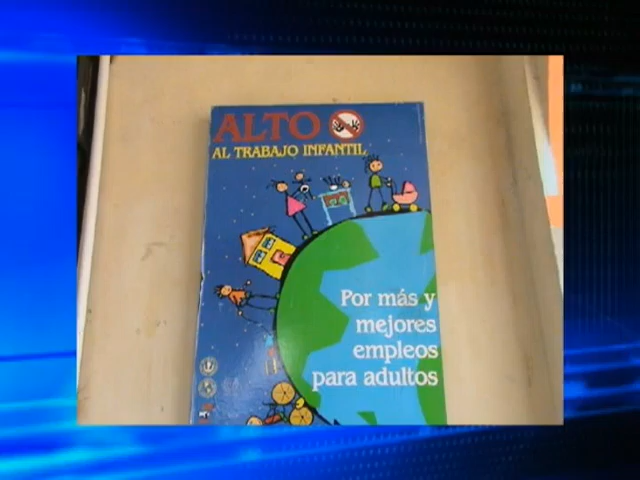 ALTO
AL TRABAJO INFANTIL
Por más y
mejores
empleos
para adultos